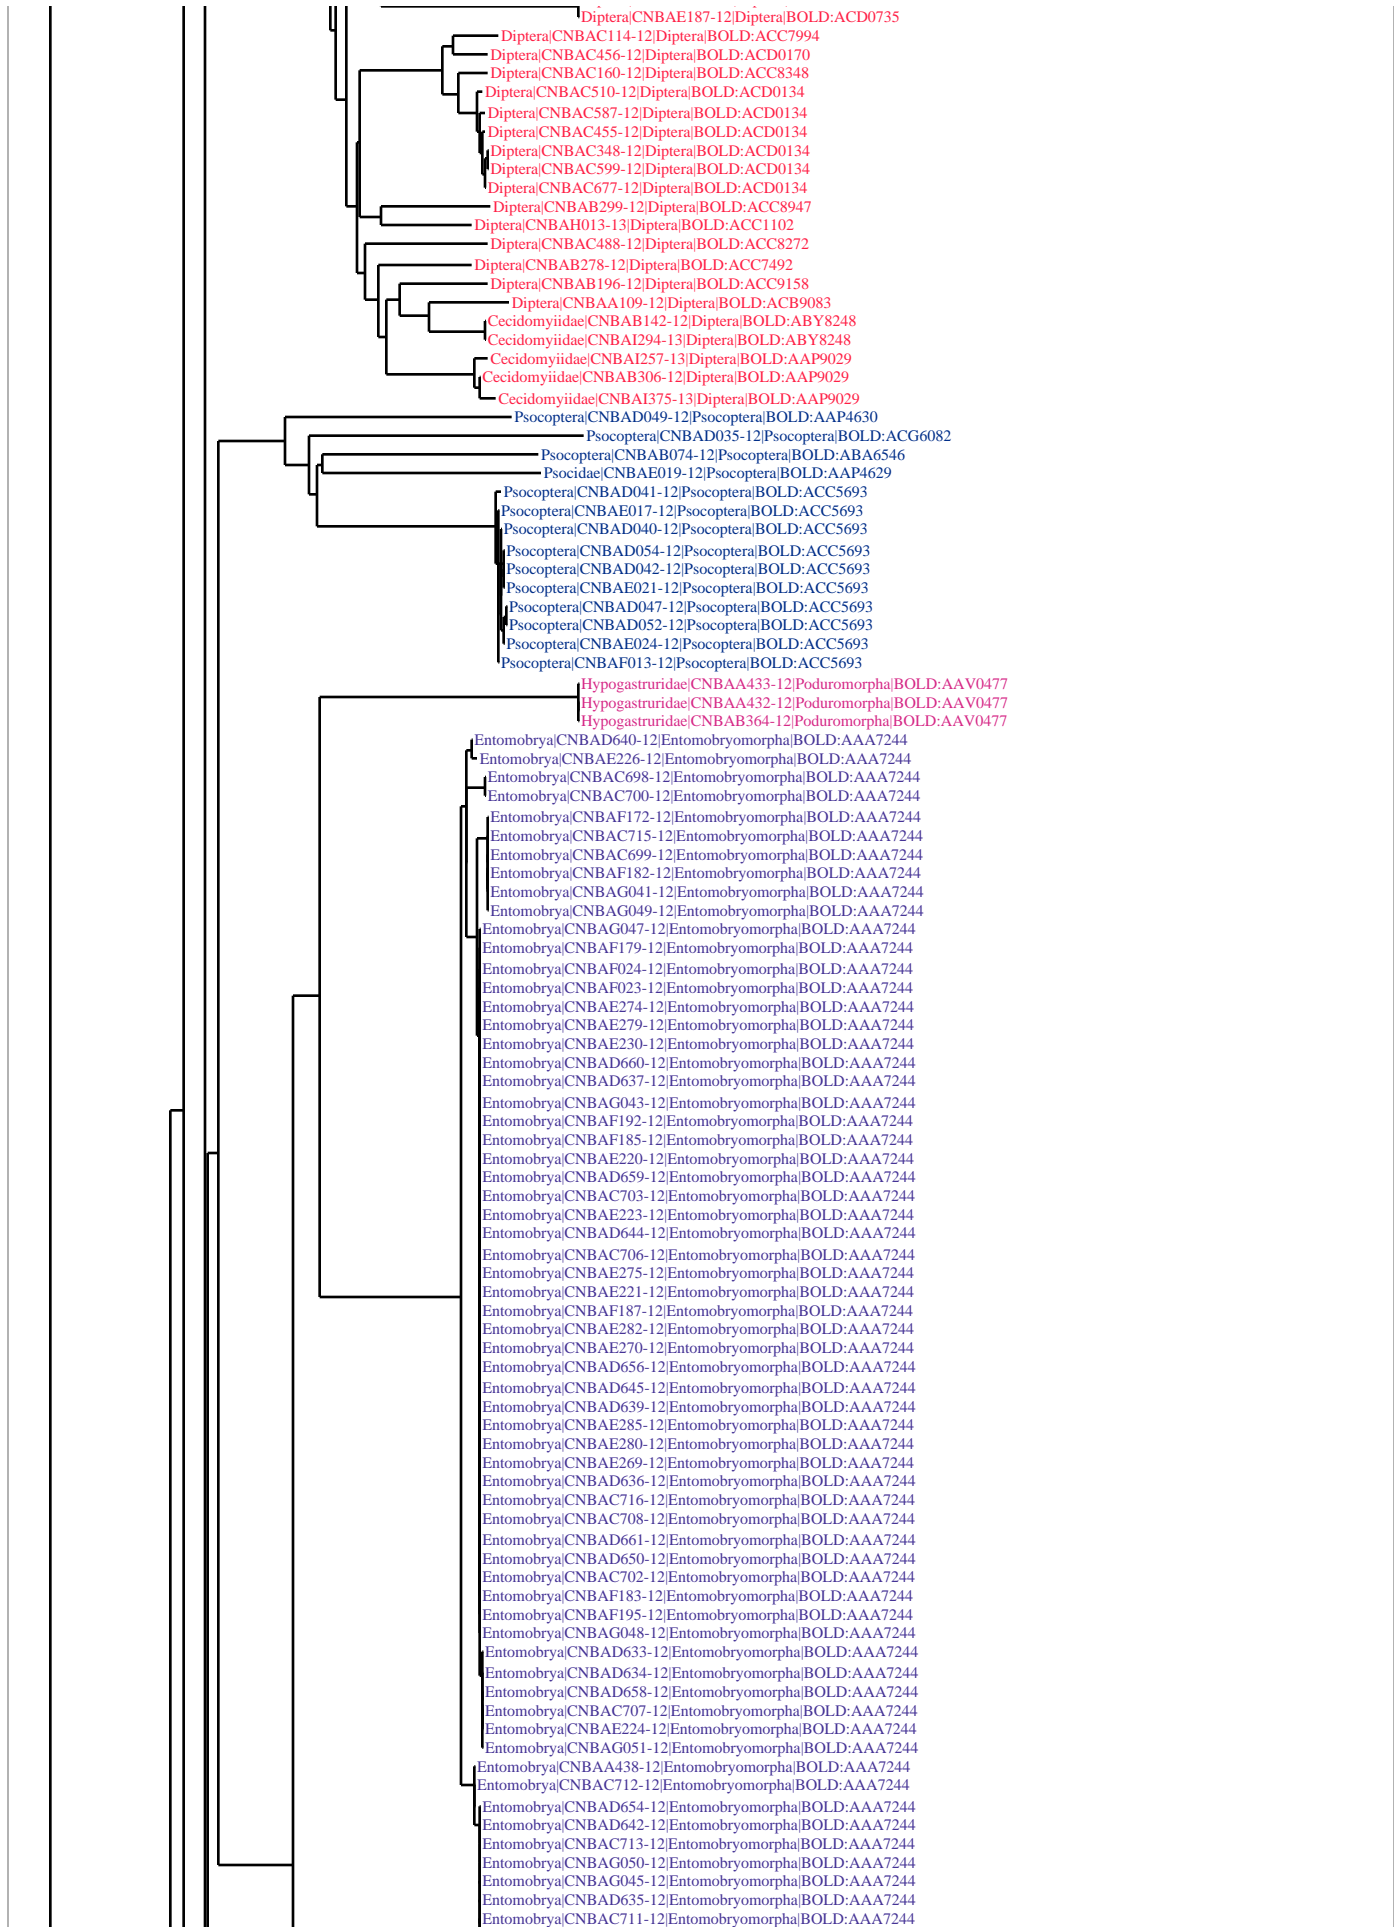 Diptera|CNBAE187-12|Diptera|BOLD:ACD0735
Diptera|CNBAC114-12|Diptera|BOLD:ACC7994
Diptera|CNBAC456-12|Diptera|BOLD:ACD0170
Diptera|CNBAC160-12|Diptera|BOLD:ACC8348
Diptera|CNBAC510-12|Diptera|BOLD:ACD0134
Diptera|CNBAC587-12|Diptera|BOLD:ACD0134
Diptera|CNBAC455-12|Diptera|BOLD:ACD0134
Diptera|CNBAC348-12|Diptera|BOLD:ACD0134
Diptera|CNBAC599-12|Diptera|BOLD:ACD0134
Diptera|CNBAC677-12|Diptera|BOLD:ACD0134
Diptera|CNBAB299-12|Diptera|BOLD:ACC8947
Diptera|CNBAH013-13|Diptera|BOLD:ACC1102
Diptera|CNBAC488-12|Diptera|BOLD:ACC8272
Diptera|CNBAB278-12|Diptera|BOLD:ACC7492
Diptera|CNBAB196-12|Diptera|BOLD:ACC9158
Diptera|CNBAA109-12|Diptera|BOLD:ACB9083
Cecidomyiidae|CNBAB142-12|Diptera|BOLD:ABY8248
Cecidomyiidae|CNBAI294-13|Diptera|BOLD:ABY8248
Cecidomyiidae|CNBAI257-13|Diptera|BOLD:AAP9029
Cecidomyiidae|CNBAB306-12|Diptera|BOLD:AAP9029
Cecidomyiidae|CNBAI375-13|Diptera|BOLD:AAP9029
Psocoptera|CNBAD049-12|Psocoptera|BOLD:AAP4630
Psocoptera|CNBAD035-12|Psocoptera|BOLD:ACG6082
Psocoptera|CNBAB074-12|Psocoptera|BOLD:ABA6546
Psocidae|CNBAE019-12|Psocoptera|BOLD:AAP4629
Psocoptera|CNBAD041-12|Psocoptera|BOLD:ACC5693
Psocoptera|CNBAE017-12|Psocoptera|BOLD:ACC5693
Psocoptera|CNBAD040-12|Psocoptera|BOLD:ACC5693
Psocoptera|CNBAD054-12|Psocoptera|BOLD:ACC5693
Psocoptera|CNBAD042-12|Psocoptera|BOLD:ACC5693
Psocoptera|CNBAE021-12|Psocoptera|BOLD:ACC5693
Psocoptera|CNBAD047-12|Psocoptera|BOLD:ACC5693
Psocoptera|CNBAD052-12|Psocoptera|BOLD:ACC5693
Psocoptera|CNBAE024-12|Psocoptera|BOLD:ACC5693
Psocoptera|CNBAF013-12|Psocoptera|BOLD:ACC5693
Hypogastruridae|CNBAA433-12|Poduromorpha|BOLD:AAV0477
Hypogastruridae|CNBAA432-12|Poduromorpha|BOLD:AAV0477
Hypogastruridae|CNBAB364-12|Poduromorpha|BOLD:AAV0477
Entomobrya|CNBAD640-12|Entomobryomorpha|BOLD:AAA7244
Entomobrya|CNBAE226-12|Entomobryomorpha|BOLD:AAA7244
Entomobrya|CNBAC698-12|Entomobryomorpha|BOLD:AAA7244
Entomobrya|CNBAC700-12|Entomobryomorpha|BOLD:AAA7244
Entomobrya|CNBAF172-12|Entomobryomorpha|BOLD:AAA7244
Entomobrya|CNBAC715-12|Entomobryomorpha|BOLD:AAA7244
Entomobrya|CNBAC699-12|Entomobryomorpha|BOLD:AAA7244
Entomobrya|CNBAF182-12|Entomobryomorpha|BOLD:AAA7244
Entomobrya|CNBAG041-12|Entomobryomorpha|BOLD:AAA7244
Entomobrya|CNBAG049-12|Entomobryomorpha|BOLD:AAA7244
Entomobrya|CNBAG047-12|Entomobryomorpha|BOLD:AAA7244
Entomobrya|CNBAF179-12|Entomobryomorpha|BOLD:AAA7244
Entomobrya|CNBAF024-12|Entomobryomorpha|BOLD:AAA7244
Entomobrya|CNBAF023-12|Entomobryomorpha|BOLD:AAA7244
Entomobrya|CNBAE274-12|Entomobryomorpha|BOLD:AAA7244
Entomobrya|CNBAE279-12|Entomobryomorpha|BOLD:AAA7244
Entomobrya|CNBAE230-12|Entomobryomorpha|BOLD:AAA7244
Entomobrya|CNBAD660-12|Entomobryomorpha|BOLD:AAA7244
Entomobrya|CNBAD637-12|Entomobryomorpha|BOLD:AAA7244
Entomobrya|CNBAG043-12|Entomobryomorpha|BOLD:AAA7244
Entomobrya|CNBAF192-12|Entomobryomorpha|BOLD:AAA7244
Entomobrya|CNBAF185-12|Entomobryomorpha|BOLD:AAA7244
Entomobrya|CNBAE220-12|Entomobryomorpha|BOLD:AAA7244
Entomobrya|CNBAD659-12|Entomobryomorpha|BOLD:AAA7244
Entomobrya|CNBAC703-12|Entomobryomorpha|BOLD:AAA7244
Entomobrya|CNBAE223-12|Entomobryomorpha|BOLD:AAA7244
Entomobrya|CNBAD644-12|Entomobryomorpha|BOLD:AAA7244
Entomobrya|CNBAC706-12|Entomobryomorpha|BOLD:AAA7244
Entomobrya|CNBAE275-12|Entomobryomorpha|BOLD:AAA7244
Entomobrya|CNBAE221-12|Entomobryomorpha|BOLD:AAA7244
Entomobrya|CNBAF187-12|Entomobryomorpha|BOLD:AAA7244
Entomobrya|CNBAE282-12|Entomobryomorpha|BOLD:AAA7244
Entomobrya|CNBAE270-12|Entomobryomorpha|BOLD:AAA7244
Entomobrya|CNBAD656-12|Entomobryomorpha|BOLD:AAA7244
Entomobrya|CNBAD645-12|Entomobryomorpha|BOLD:AAA7244
Entomobrya|CNBAD639-12|Entomobryomorpha|BOLD:AAA7244
Entomobrya|CNBAE285-12|Entomobryomorpha|BOLD:AAA7244
Entomobrya|CNBAE280-12|Entomobryomorpha|BOLD:AAA7244
Entomobrya|CNBAE269-12|Entomobryomorpha|BOLD:AAA7244
Entomobrya|CNBAD636-12|Entomobryomorpha|BOLD:AAA7244
Entomobrya|CNBAC716-12|Entomobryomorpha|BOLD:AAA7244
Entomobrya|CNBAC708-12|Entomobryomorpha|BOLD:AAA7244
Entomobrya|CNBAD661-12|Entomobryomorpha|BOLD:AAA7244
Entomobrya|CNBAD650-12|Entomobryomorpha|BOLD:AAA7244
Entomobrya|CNBAC702-12|Entomobryomorpha|BOLD:AAA7244
Entomobrya|CNBAF183-12|Entomobryomorpha|BOLD:AAA7244
Entomobrya|CNBAF195-12|Entomobryomorpha|BOLD:AAA7244
Entomobrya|CNBAG048-12|Entomobryomorpha|BOLD:AAA7244
Entomobrya|CNBAD633-12|Entomobryomorpha|BOLD:AAA7244
Entomobrya|CNBAD634-12|Entomobryomorpha|BOLD:AAA7244
Entomobrya|CNBAD658-12|Entomobryomorpha|BOLD:AAA7244
Entomobrya|CNBAC707-12|Entomobryomorpha|BOLD:AAA7244
Entomobrya|CNBAE224-12|Entomobryomorpha|BOLD:AAA7244
Entomobrya|CNBAG051-12|Entomobryomorpha|BOLD:AAA7244
Entomobrya|CNBAA438-12|Entomobryomorpha|BOLD:AAA7244
Entomobrya|CNBAC712-12|Entomobryomorpha|BOLD:AAA7244
Entomobrya|CNBAD654-12|Entomobryomorpha|BOLD:AAA7244
Entomobrya|CNBAD642-12|Entomobryomorpha|BOLD:AAA7244
Entomobrya|CNBAC713-12|Entomobryomorpha|BOLD:AAA7244
Entomobrya|CNBAG050-12|Entomobryomorpha|BOLD:AAA7244
Entomobrya|CNBAG045-12|Entomobryomorpha|BOLD:AAA7244
Entomobrya|CNBAD635-12|Entomobryomorpha|BOLD:AAA7244
Entomobrya|CNBAC711-12|Entomobryomorpha|BOLD:AAA7244